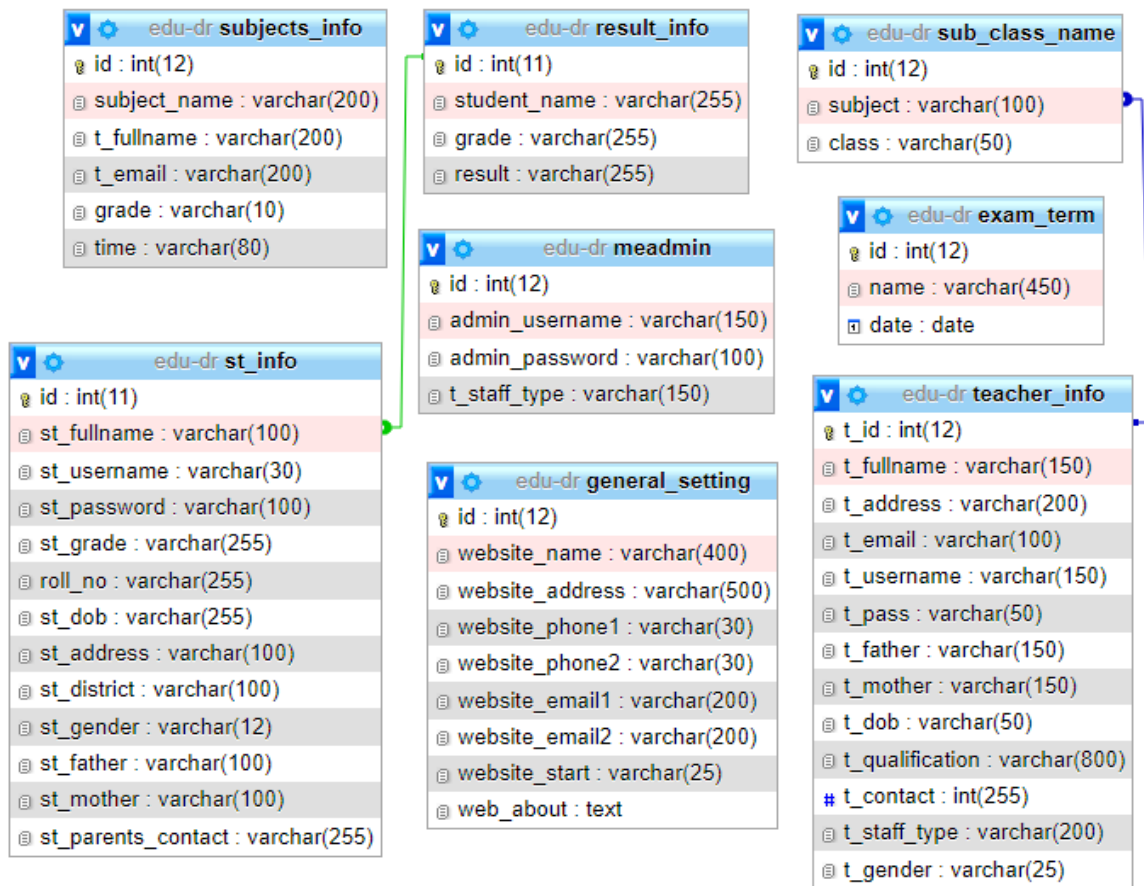 edu-dr subjects_info
id : int(12)
subject_name : varchar(200)
t_fullname : varchar(200)
t_email : varchar(200)
grade : varchar(10)
time : varchar(80)
edu-dr result_info
id : int(11)
student_name : varchar(255)
grade : varchar(255)
result : varchar(255)
edu-dr sub_class_name
id : int(12)
subject : varchar(100)
class : varchar(50)
edu-dr exam_term
id : int(12)
name : varchar(450)
date : date
edu-dr meadmin
id : int(12)
admin_username : varchar(150)
admin_password : varchar(100)
t_staff_type : varchar(150)
edu-dr st_info
id : int(11)
st_fullname : varchar(100)
st_username : varchar(30)
st_password : varchar(100)
st_grade : varchar(255)
roll_no : varchar(255)
st_dob : varchar(255)
st_address : varchar(100)
st_district : varchar(100)
st_gender : varchar(12)
st_father : varchar(100)
st_mother : varchar(100)
st_parents_contact : varchar(255)
edu-dr general_setting
id : int(12)
website_name : varchar(400)
website_address : varchar(500)
website_phone1 : varchar(30)
website_phone2 : varchar(30)
website_email1 : varchar(200)
website_email2 : varchar(200)
website_start : varchar(25)
web_about : text
edu-dr teacher_info
t_id : int(12)
t_fullname : varchar(150)
t_address : varchar(200)
t_email : varchar(100)
t_username : varchar(150)
t_pass : varchar(50)
t_father : varchar(150)
t_mother : varchar(150)
t_dob : varchar(50)
t_qualification : varchar(800)
# t_contact : int(255)
t_staff_type : varchar(200)
t_gender : varchar(25)